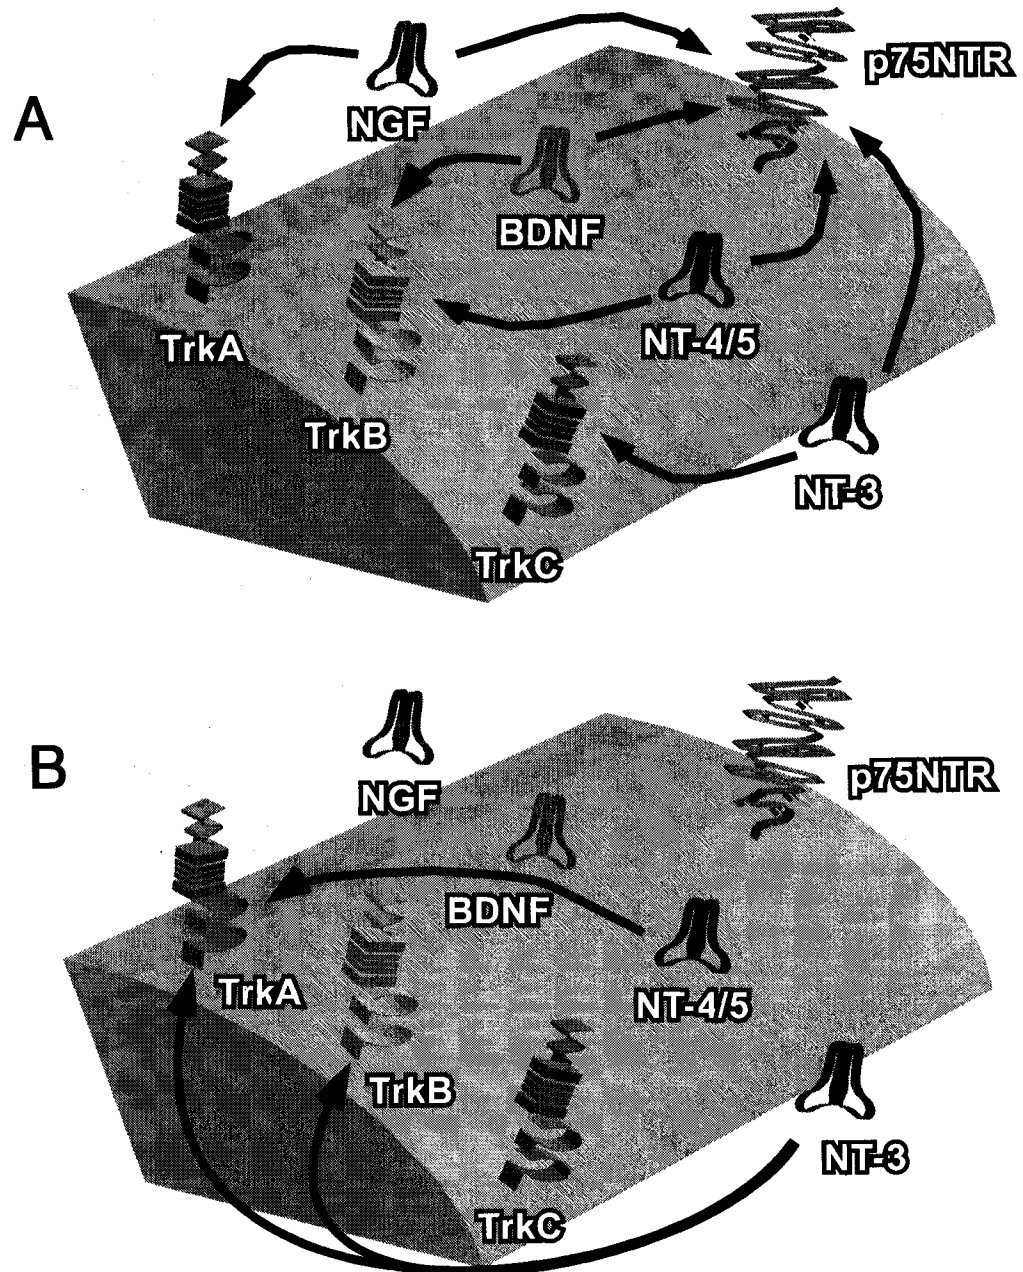 A
NGF
p75NTR
BDNF
NT-4/5
TrkA
TrkB
TrkC
NT-3
B
NGF
p75NTR
BDNF
TrkA
NT-4/5
TrkB
NT-3
TrkC